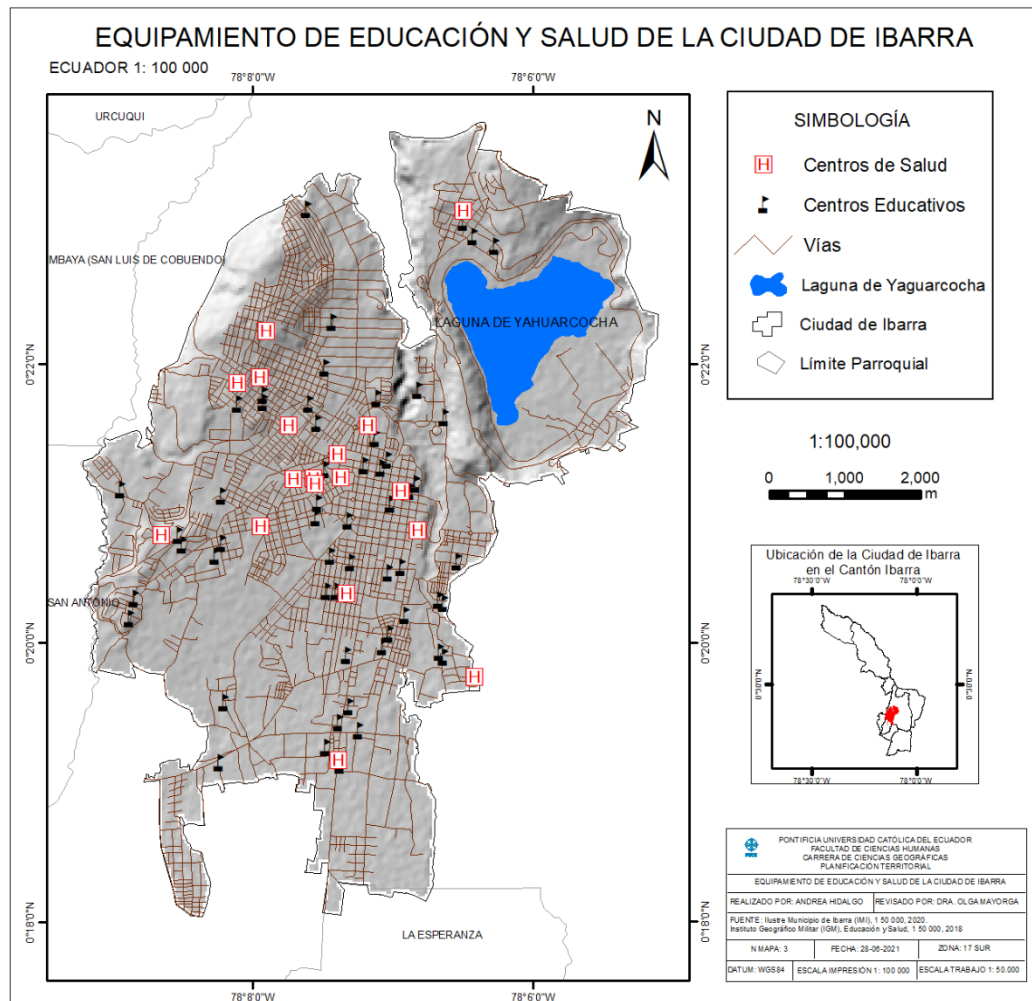 EQUIPAMIENTO DE EDUCACIÓN Y SALUD DE LA CIUDAD DE IBARRA
ECUADOR 1: 100 000
78°8'0"W
78°6'0"W
URCUQUI
N
MBAYA (SAN LUIS DE COBUENDO)
LAGUNA DE YAHUARCOCHA
0°22'0"N
0°22'0"N
SAN ANTONIO
0°20'0"N
0°20'0"N
0°18'0"N
0°18'0"N
LA ESPERANZA
78°8'0"W
78°6'0"W
SIMBOLOGÍA
H Centros de Salud
Centros Educativos
Vías
Laguna de Yaguarcocha
Ciudad de Ibarra
Límite Parroquial
1:100,000
0 1,000 2,000
m
Ubicación de la Ciudad de Ibarra
en el Cantón Ibarra
78°30'0"W 78°0'0"W
0°30'0"N
0°30'0"N
78°30'0"W 78°0'0"W
PONTIFICIA UNIVERSIDAD CATÓLICA DEL ECUADOR
FACULTAD DE CIENCIAS HUMANAS
CARRERA DE CIENCIAS GEOGRÁFICAS
PLANIFICACIÓN TERRITORIAL
PUCE
EQUIPAMIENTO DE EDUCACIÓN Y SALUD DE LA CIUDAD DE IBARRA
REALIZADO POR: ANDREA HIDALGO REVISADO POR: DRA. OLGA MAYORGA
FUENTE: Ilustre Municipio de Ibarra (IMI), 1 50 000, 2020.
Instituto Geográfico Militar (IGM), Educación y Salud, 1 50 000, 2018
N MAPA: 3 FECHA: 28-06-2021 ZONA: 17 SUR
DATUM: WGS84 ESCALA IMPRESIÓN 1: 100 000 ESCALA TRABAJO 1: 50,000